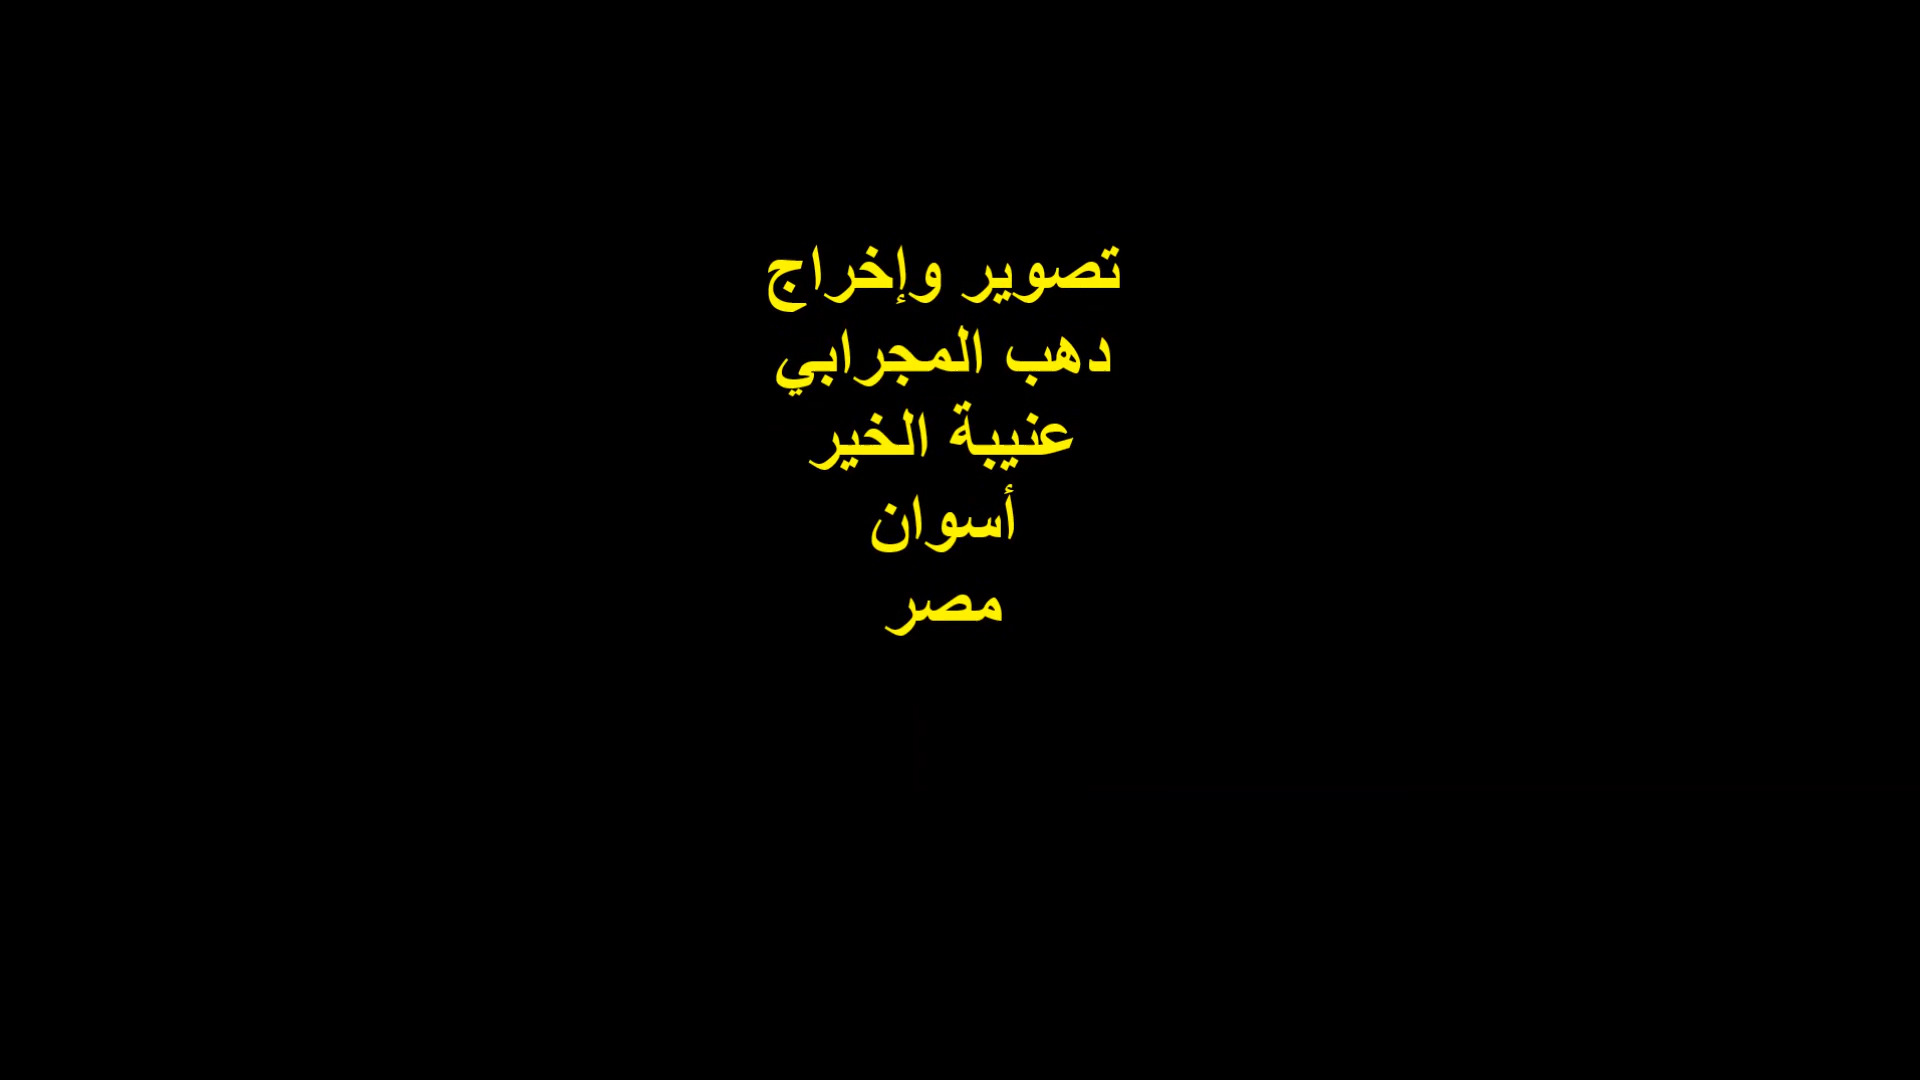 تصوير وإخراج
دهب المجرابي
عنيبة الخير
أسوان
مصر